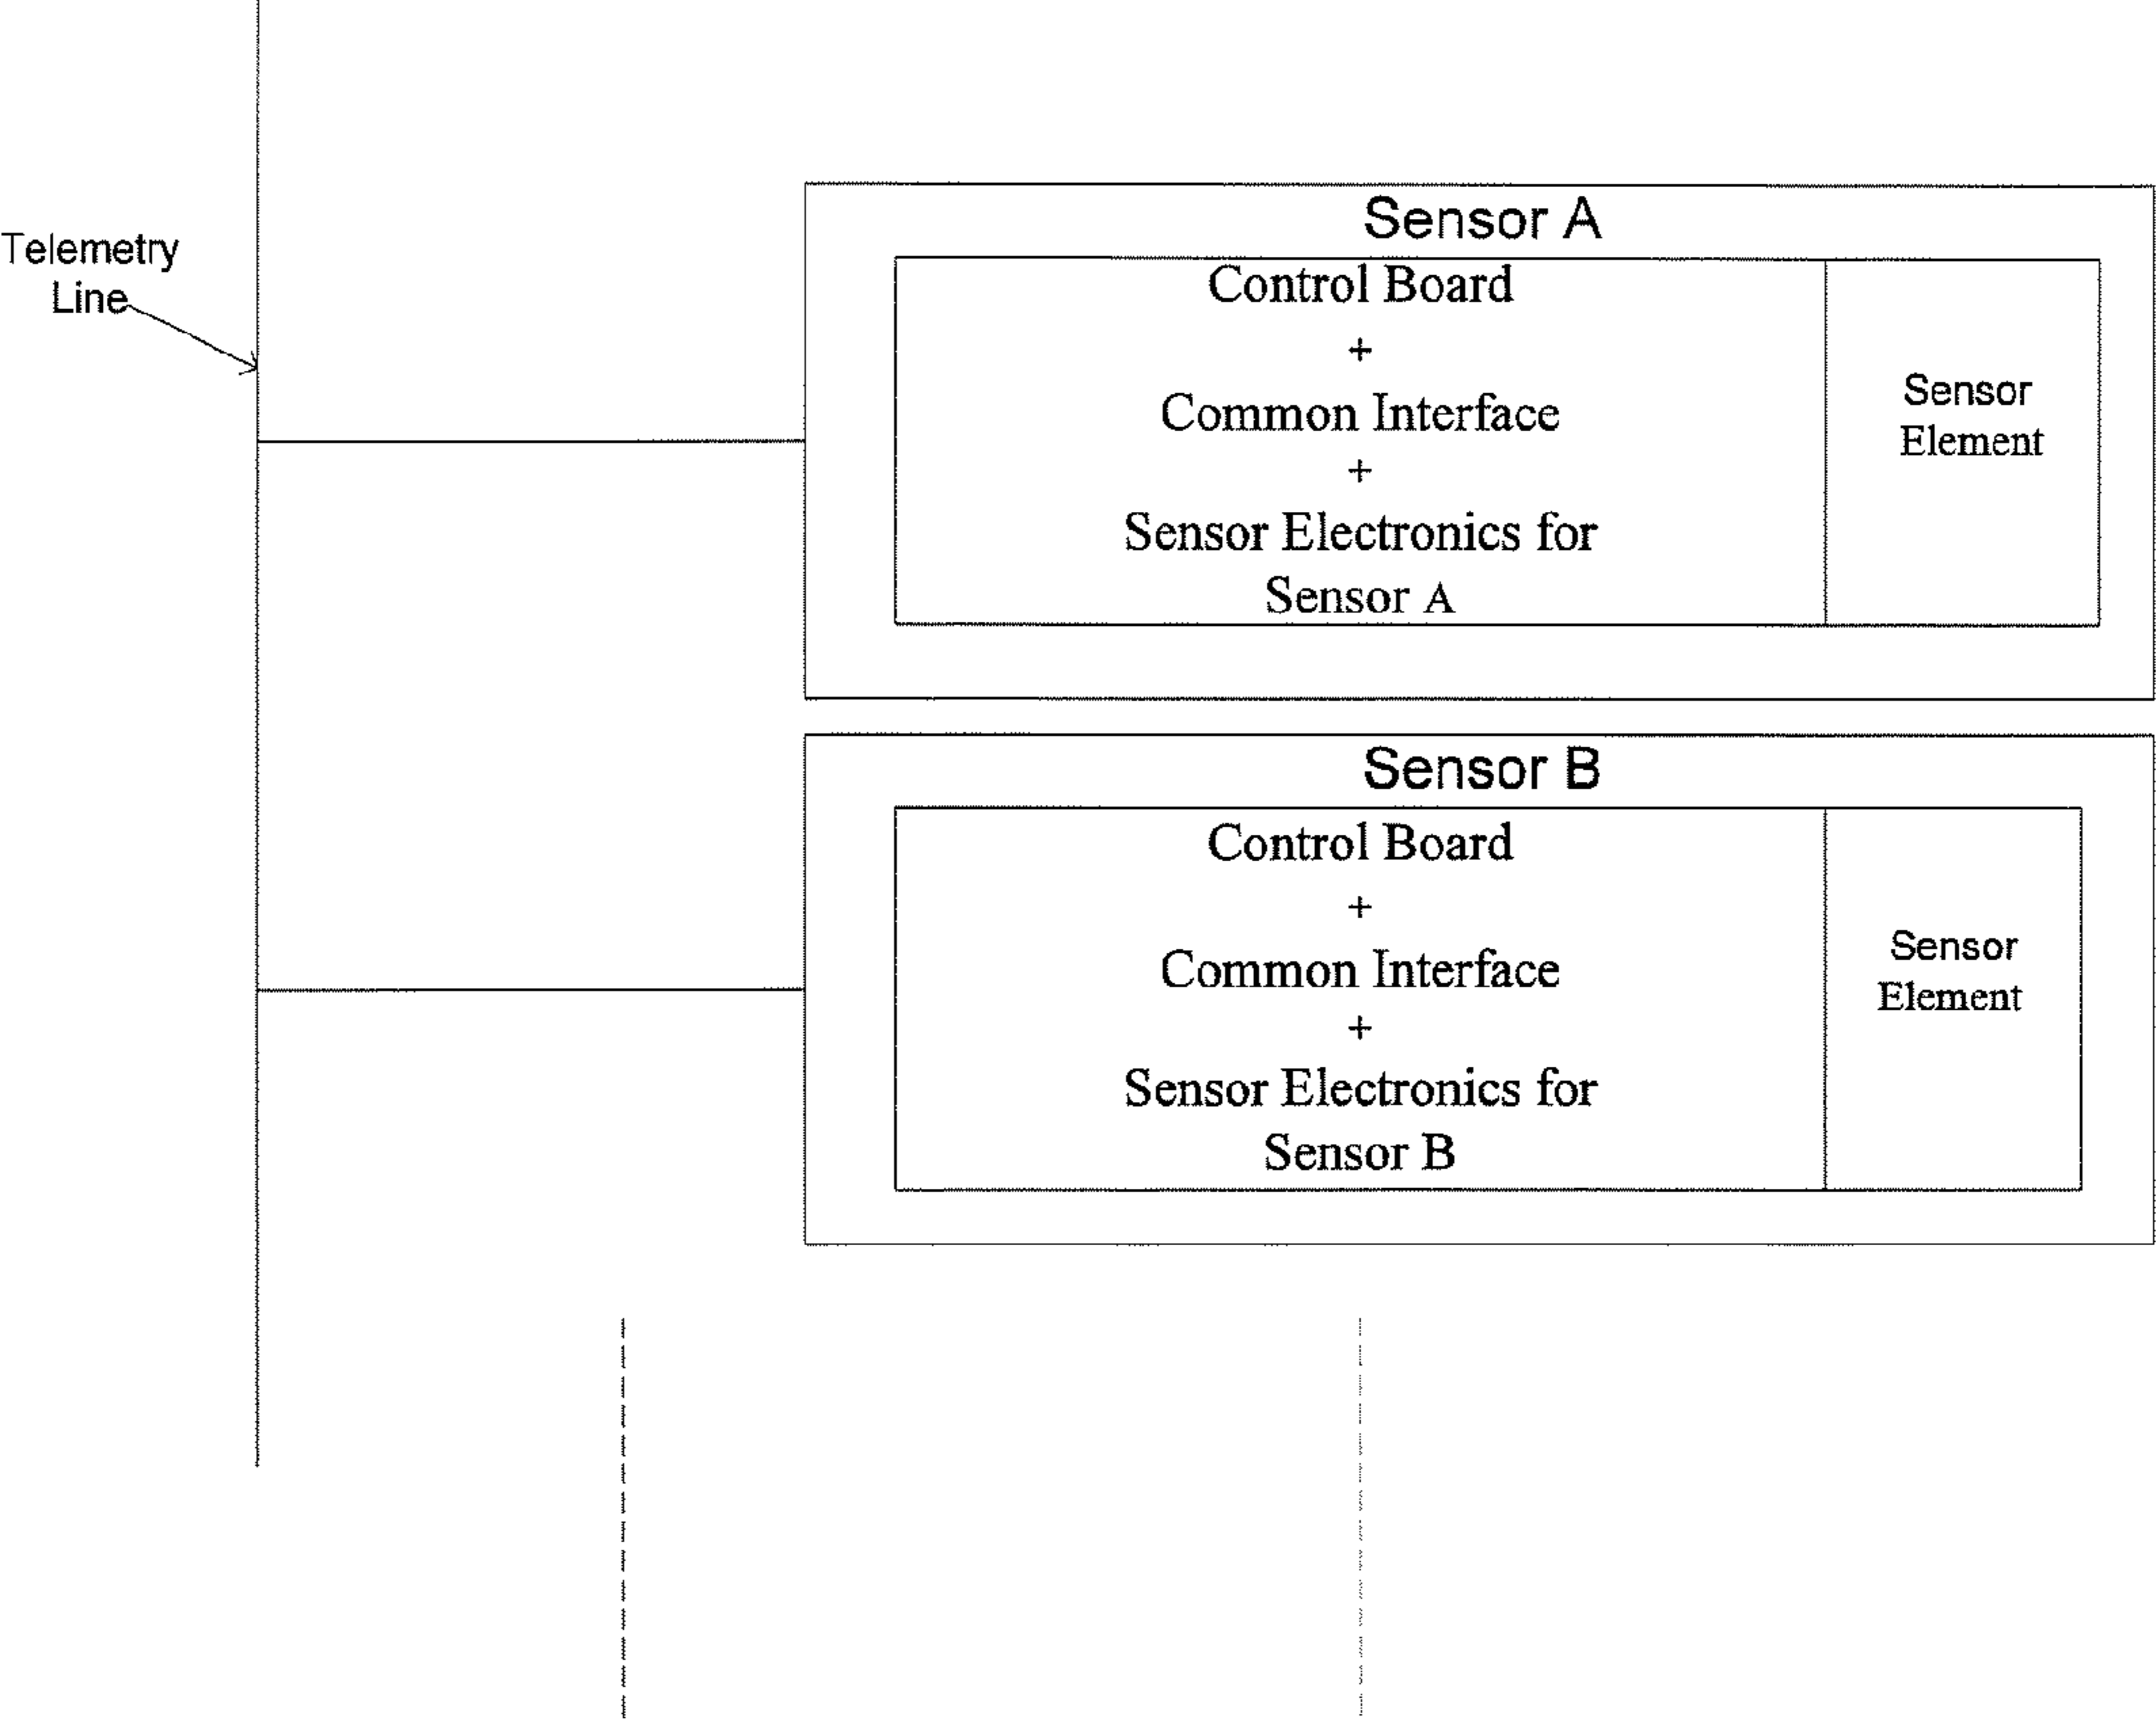 Telemetry
Line
Sensor A
Control Board
+
Common Interface
+
Sensor Electronics for
Sensor A
Sensor
Element
Sensor B
Control Board
+
Common Interface
+
Sensor Electronics for
Sensor B
Sensor
Element